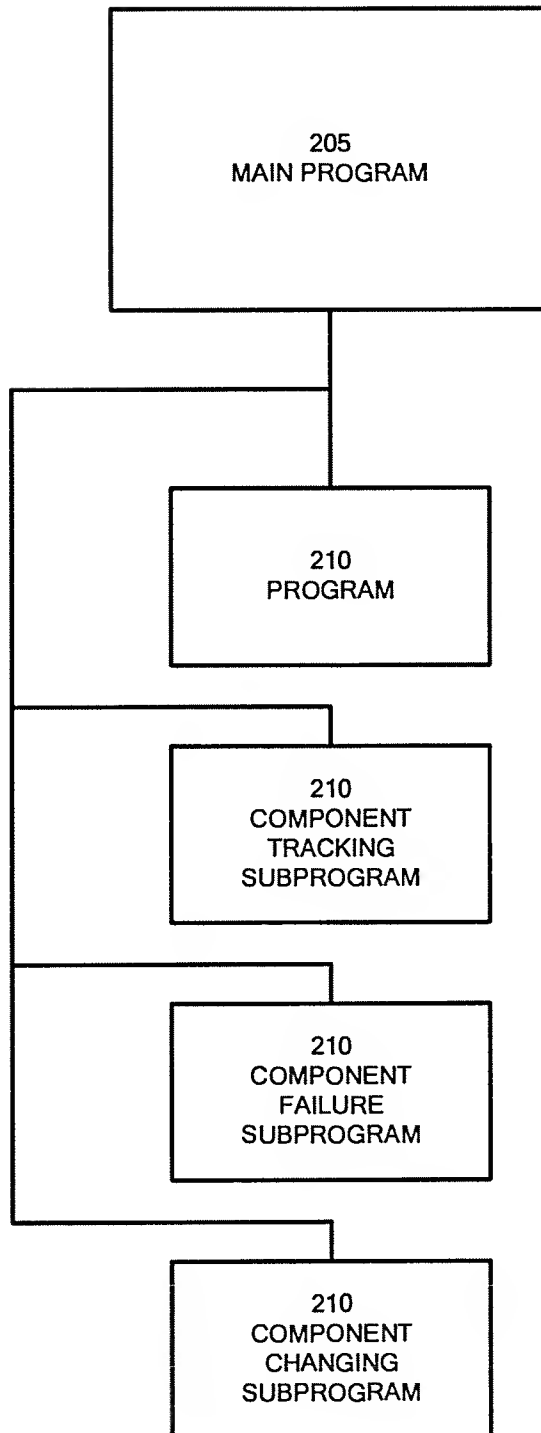 205
MAIN PROGRAM
210
PROGRAM
210
COMPONENT
TRACKING
SUBPROGRAM
210
COMPONENT
FAILURE
SUBPROGRAM
210
COMPONENT
CHANGING
SUBPROGRAM